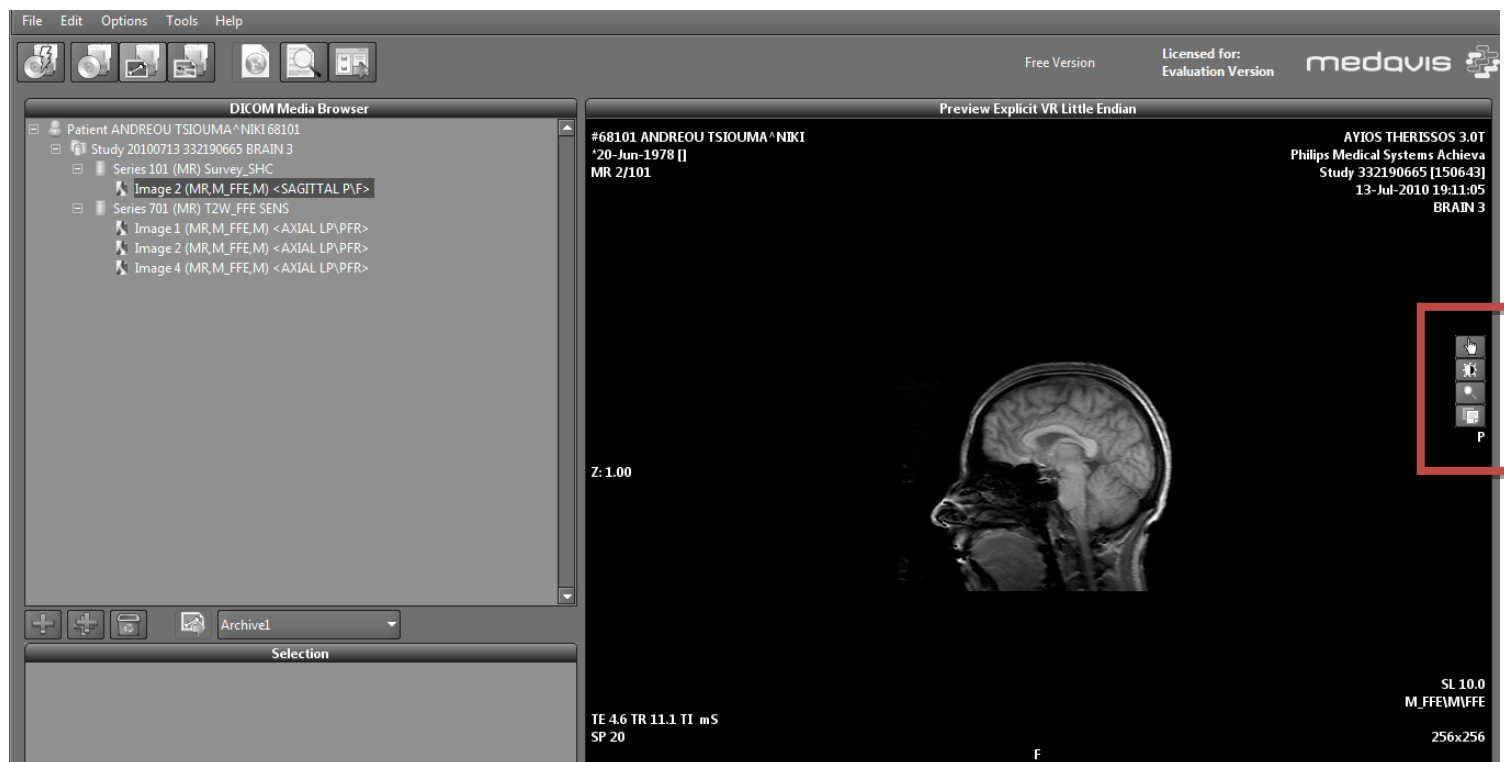 File Edit Options Tools Help
Free Version
Licensed for:
Evaluation Version
medavis
DICOM Media Browser
Patient ANDREOU TSIOUMA^NIKI 68101
Study 20100713 332190665 BRAIN 3
Series 101 (MR) Survey_SHC
Image 2 (MR,M_FFE,M) <SAGITTAL P\F>
Series 701 (MR) T2W_FFE SENS
Image 1 (MR,M_FFE,M) <AXIAL LP\PFR>
Image 2 (MR,M_FFE,M) <AXIAL LP\PFR>
Image 4 (MR,M_FFE,M) <AXIAL LP\PFR>
Archive1
Selection
Preview Explicit VR Little Endian
#68101 ANDREOU TSIOUMA^NIKI
*20-Jun-1978 []
MR 2/101
AYIOS THERISSOS 3.0T
Philips Medical Systems Achieva
Study 332190665 [150643]
13-Jul-2010 19:11:05
BRAIN 3
P
Z: 1.00
SL 10.0
M_FFE\M\FFE
TE 4.6 TR 11.1 TI mS
SP 20
256x256
F